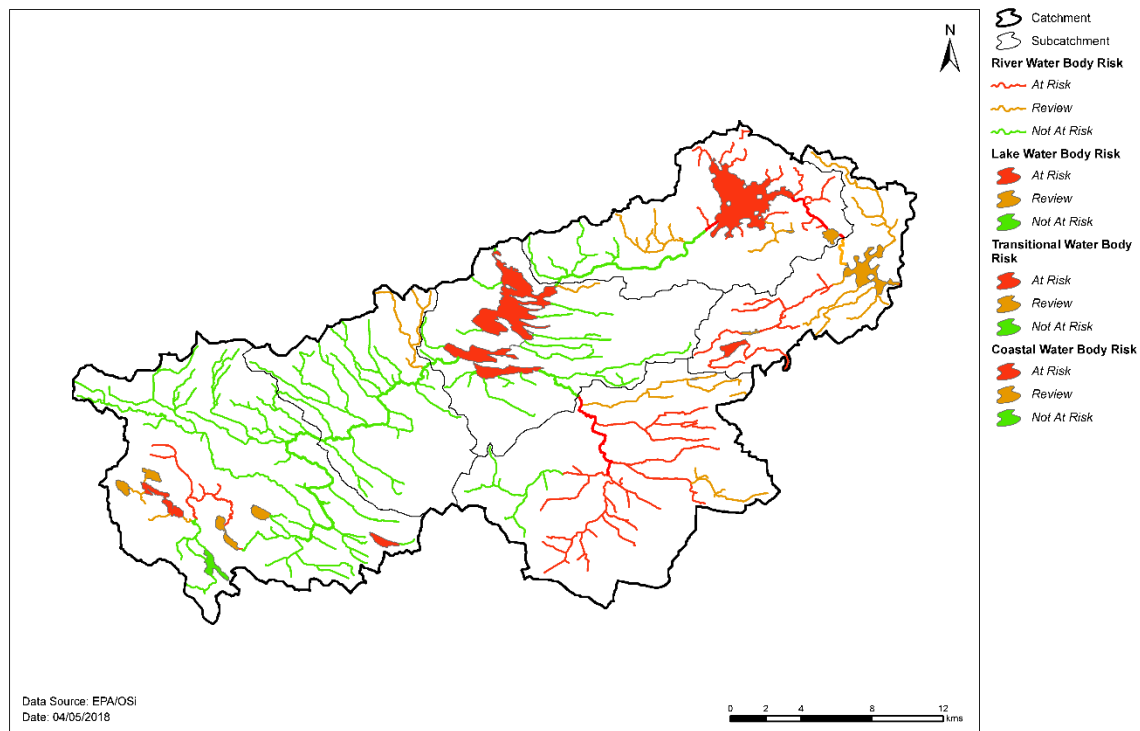 N
Catchment
Subcatchment
River Water Body Risk
At Risk
Review
Not At Risk
Lake Water Body Risk
At Risk
Review
Not At Risk
Transitional Water Body
Risk
At Risk
Review
Not At Risk
Coastal Water Body Risk
At Risk
Review
Not At Risk
Data Source: EPA/OSi
Date: 04/05/2018
0 2 4 8 12
kms